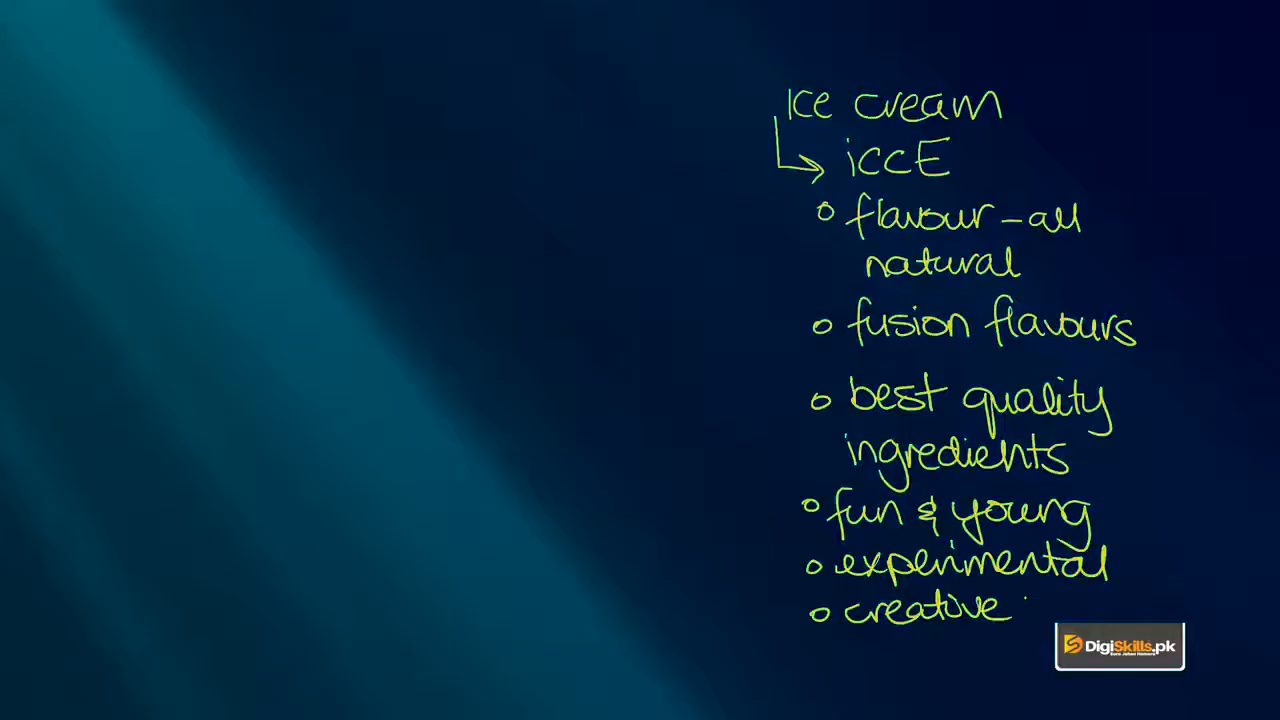 Ice cream
iccE
flavour - all
natural
fusion flavours
best quality
ingredients
fun & young
experimental
creative
DigiSkills.pk